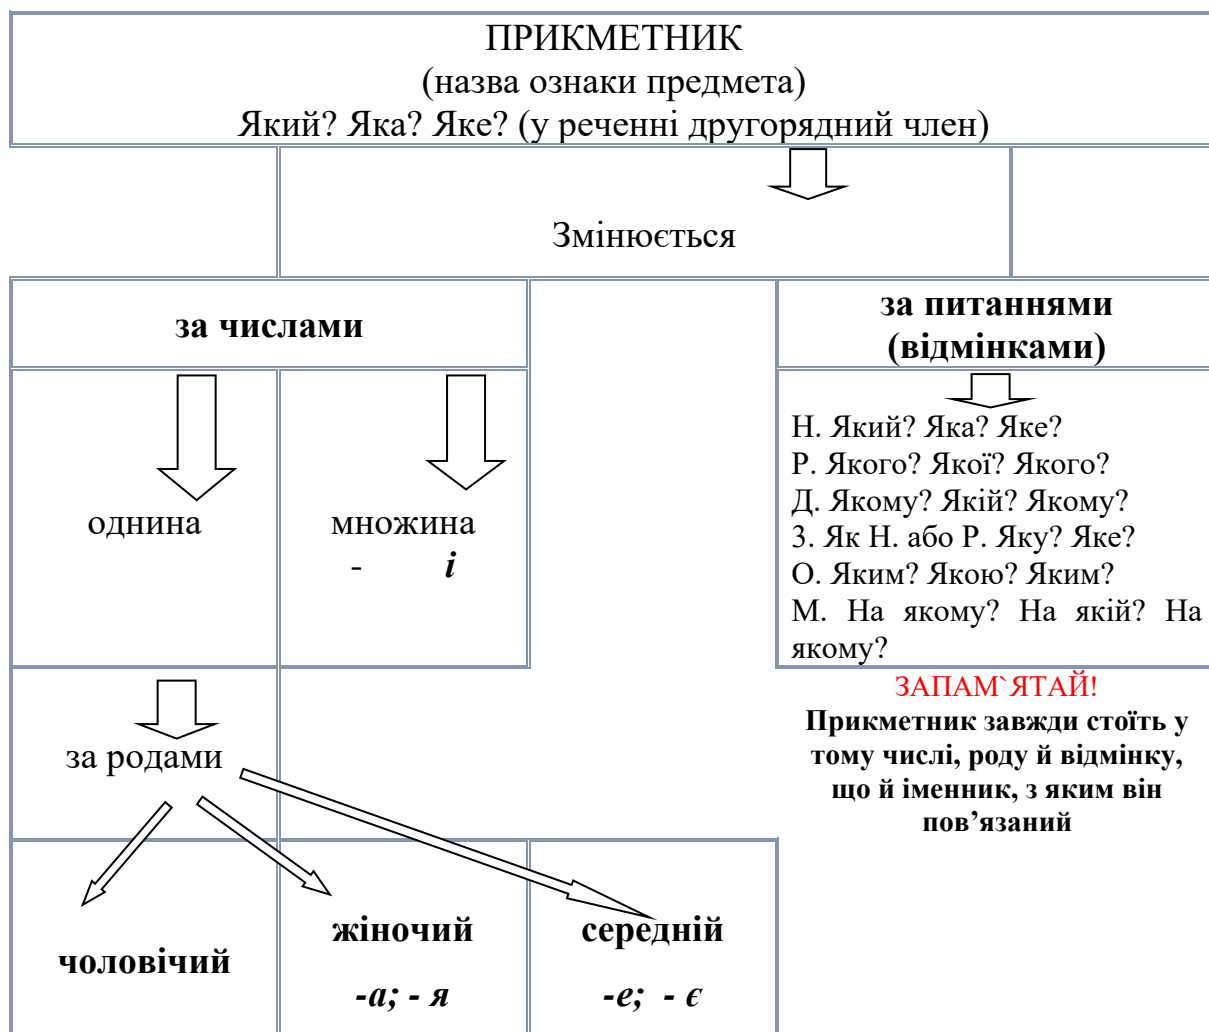 ПРИКМЕТНИК
(назва ознаки предмета)
Який? Яка? Яке? (у реченні другорядний член)
Змінюється
за числами
за питаннями
(відмінками)
однина
множина
- і
Н. Який? Яка? Яке?
Р. Якого? Якої? Якого?
Д. Якому? Якій? Якому?
З. Як Н. або Р. Яку? Яке?
О. Яким? Якою? Яким?
М. На якому? На якій? На
якому?
за родами
ЗАПАМ`ЯТАЙ!
Прикметник завжди стоїть у
тому числі, роду й відмінку,
що й іменник, з яким він
пов’язаний
чоловічий
жіночий
-а; - я
середній
-е; - є